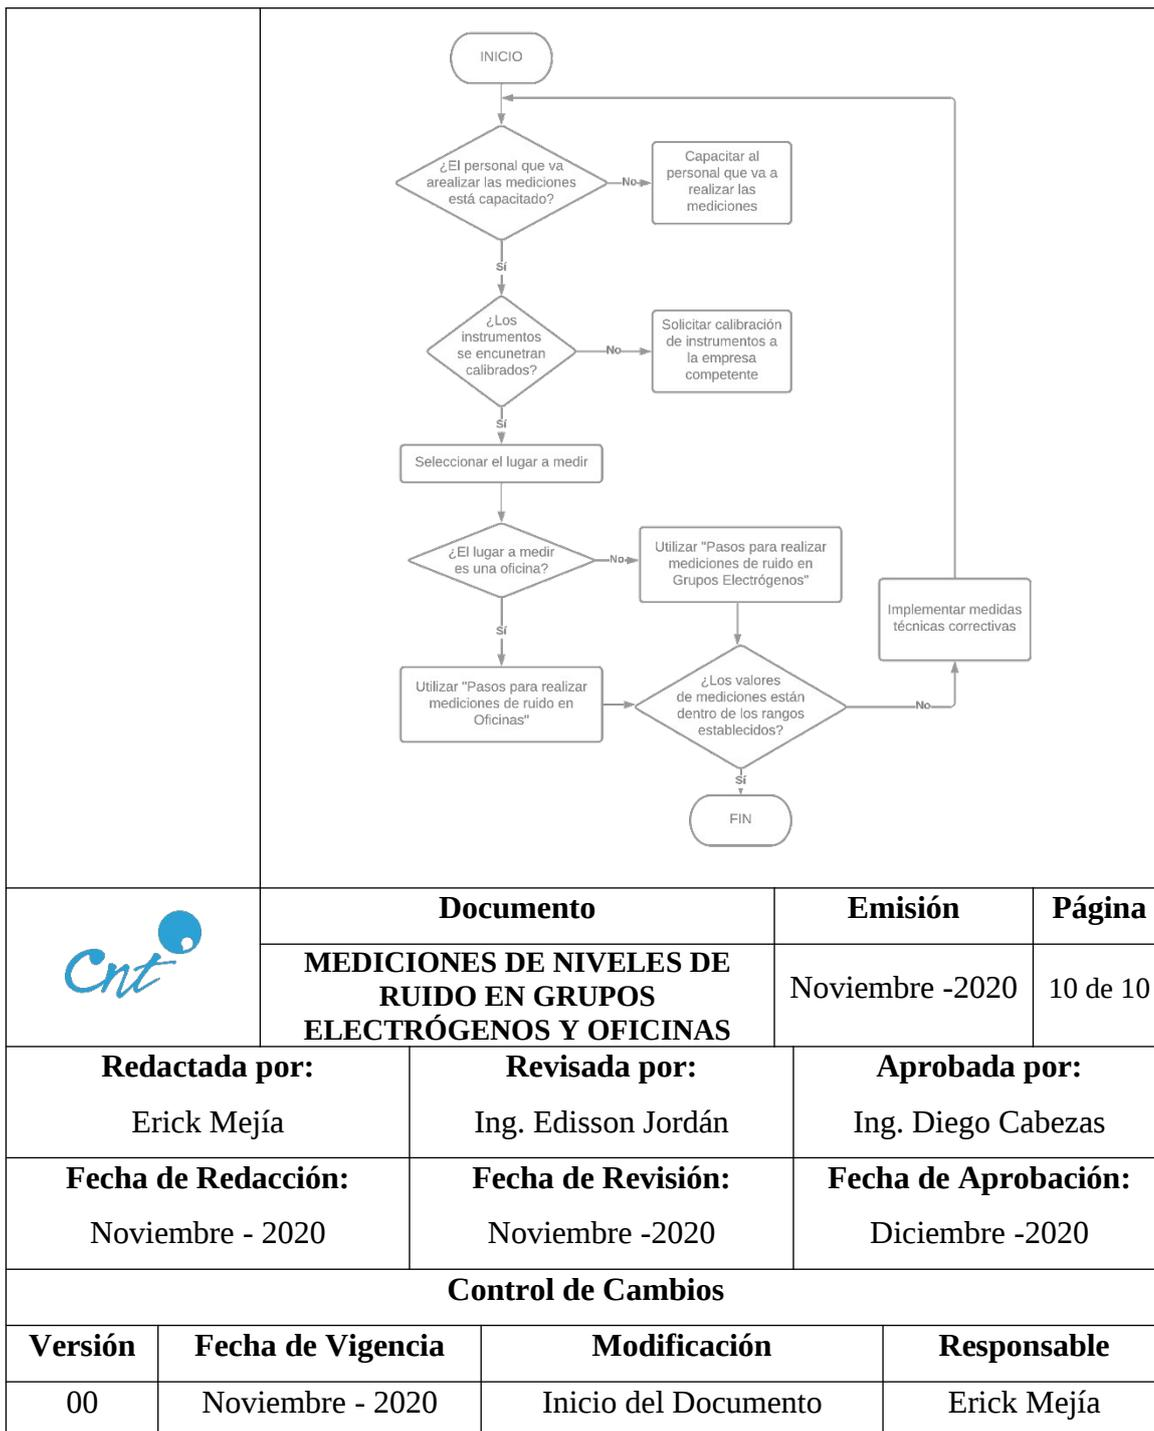 INICIO
¿El personal que va
arealizar las mediciones
está capacitado?
No
Capacitar al
personal que va a
realizar las
mediciones
Sí
¿Los
instrumentos
se encunetran
calibrados?
No
Solicitar calibración
de instrumentos a
la empresa
competente
Sí
Seleccionar el lugar a medir
¿El lugar a medir
es una oficina?
No
Utilizar "Pasos para realizar
mediciones de ruido en
Grupos Electrógenos"
Implementar medidas
técnicas correctivas
Sí
Utilizar "Pasos para realizar
mediciones de ruido en
Oficinas"
¿Los valores
de mediciones están
dentro de los rangos
establecidos?
No
Sí
FIN
Cnt
Documento
Emisión
Página
MEDICIONES DE NIVELES DE
RUIDO EN GRUPOS
ELECTRÓGENOS Y OFICINAS
Noviembre -2020
10 de 10
Redactada por:
Revisada por:
Aprobada por:
Erick Mejía
Ing. Edisson Jordán
Ing. Diego Cabezas
Fecha de Redacción:
Fecha de Revisión:
Fecha de Aprobación:
Noviembre - 2020
Noviembre -2020
Diciembre -2020
Control de Cambios
Versión
Fecha de Vigencia
Modificación
Responsable
00
Noviembre - 2020
Inicio del Documento
Erick Mejía